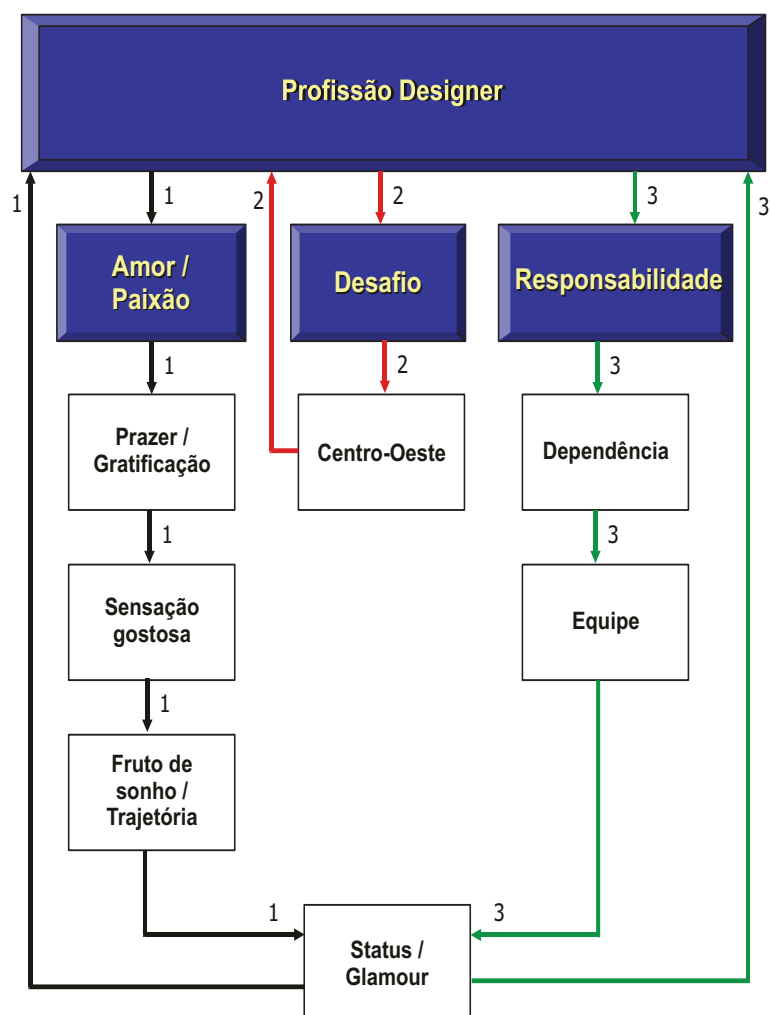 Profissão Designer
1
1
2
2
3
3
Amor /
Paixão
Desafio
Responsabilidade
1
2
3
Prazer /
Gratificação
Centro-Oeste
Dependência
1
3
Sensação
gostosa
Equipe
1
Fruto de
sonho /
Trajetória
1
3
Status /
Glamour